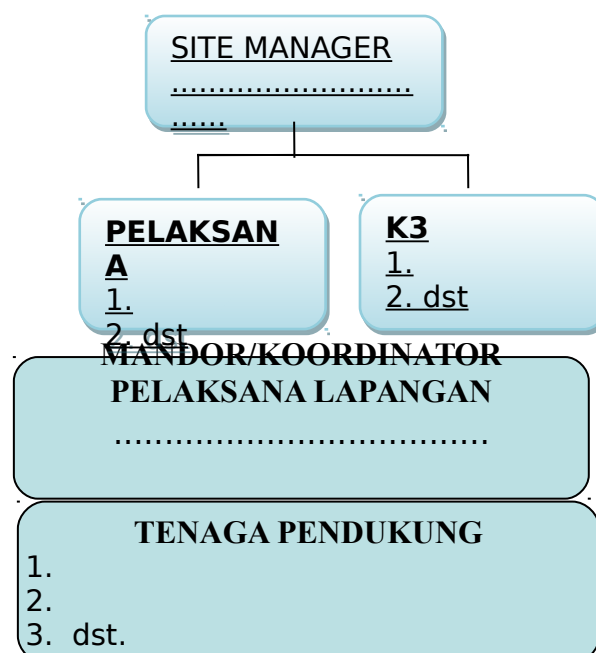 SITE MANAGER
..........................
......
PELAKSAN
A
1.
2. dst
K3
1.
2. dst
MANDOR/KOORDINATOR
PELAKSANA LAPANGAN
.....................................
TENAGA PENDUKUNG
1.
2.
3. dst.